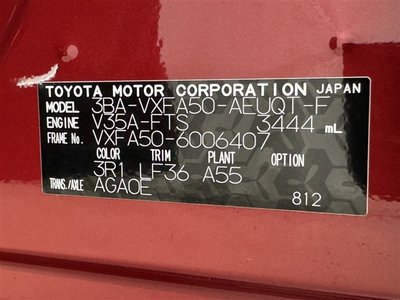 TOYOTA MOTOR CORPORATION JAPAN
MODEL 3BA-VXFA50-AEUQT-F
ENGINE V35A-FTS 3444 mL
FRAME No. VXFA50-6006407
COLOR TRIM PLANT OPTION
3R1 LF36 A55
TRANS./AXLE AGA0E
812